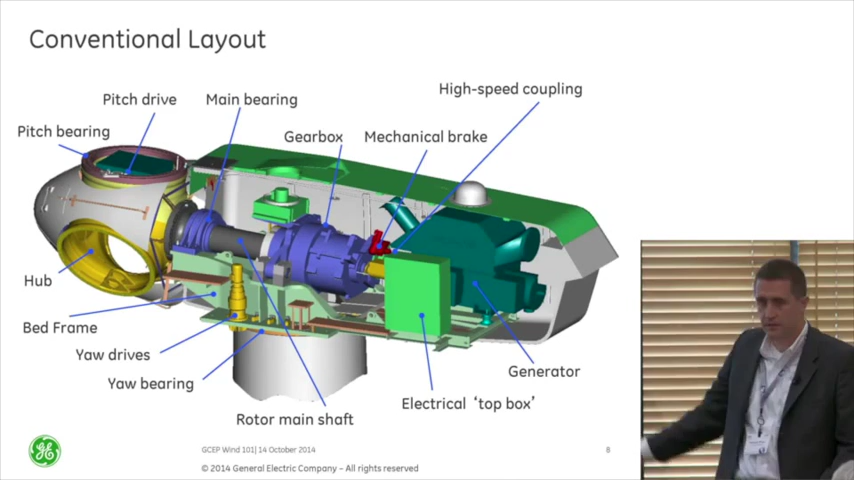 Conventional Layout
High-speed coupling
Pitch drive
Main bearing
Pitch bearing
Gearbox
Mechanical brake
Hub
Bed Frame
Yaw drives
Yaw bearing
Generator
Electrical ‘top box’
Rotor main shaft
GCEP Wind 101| 14 October 2014
8
© 2014 General Electric Company – All rights reserved
GE